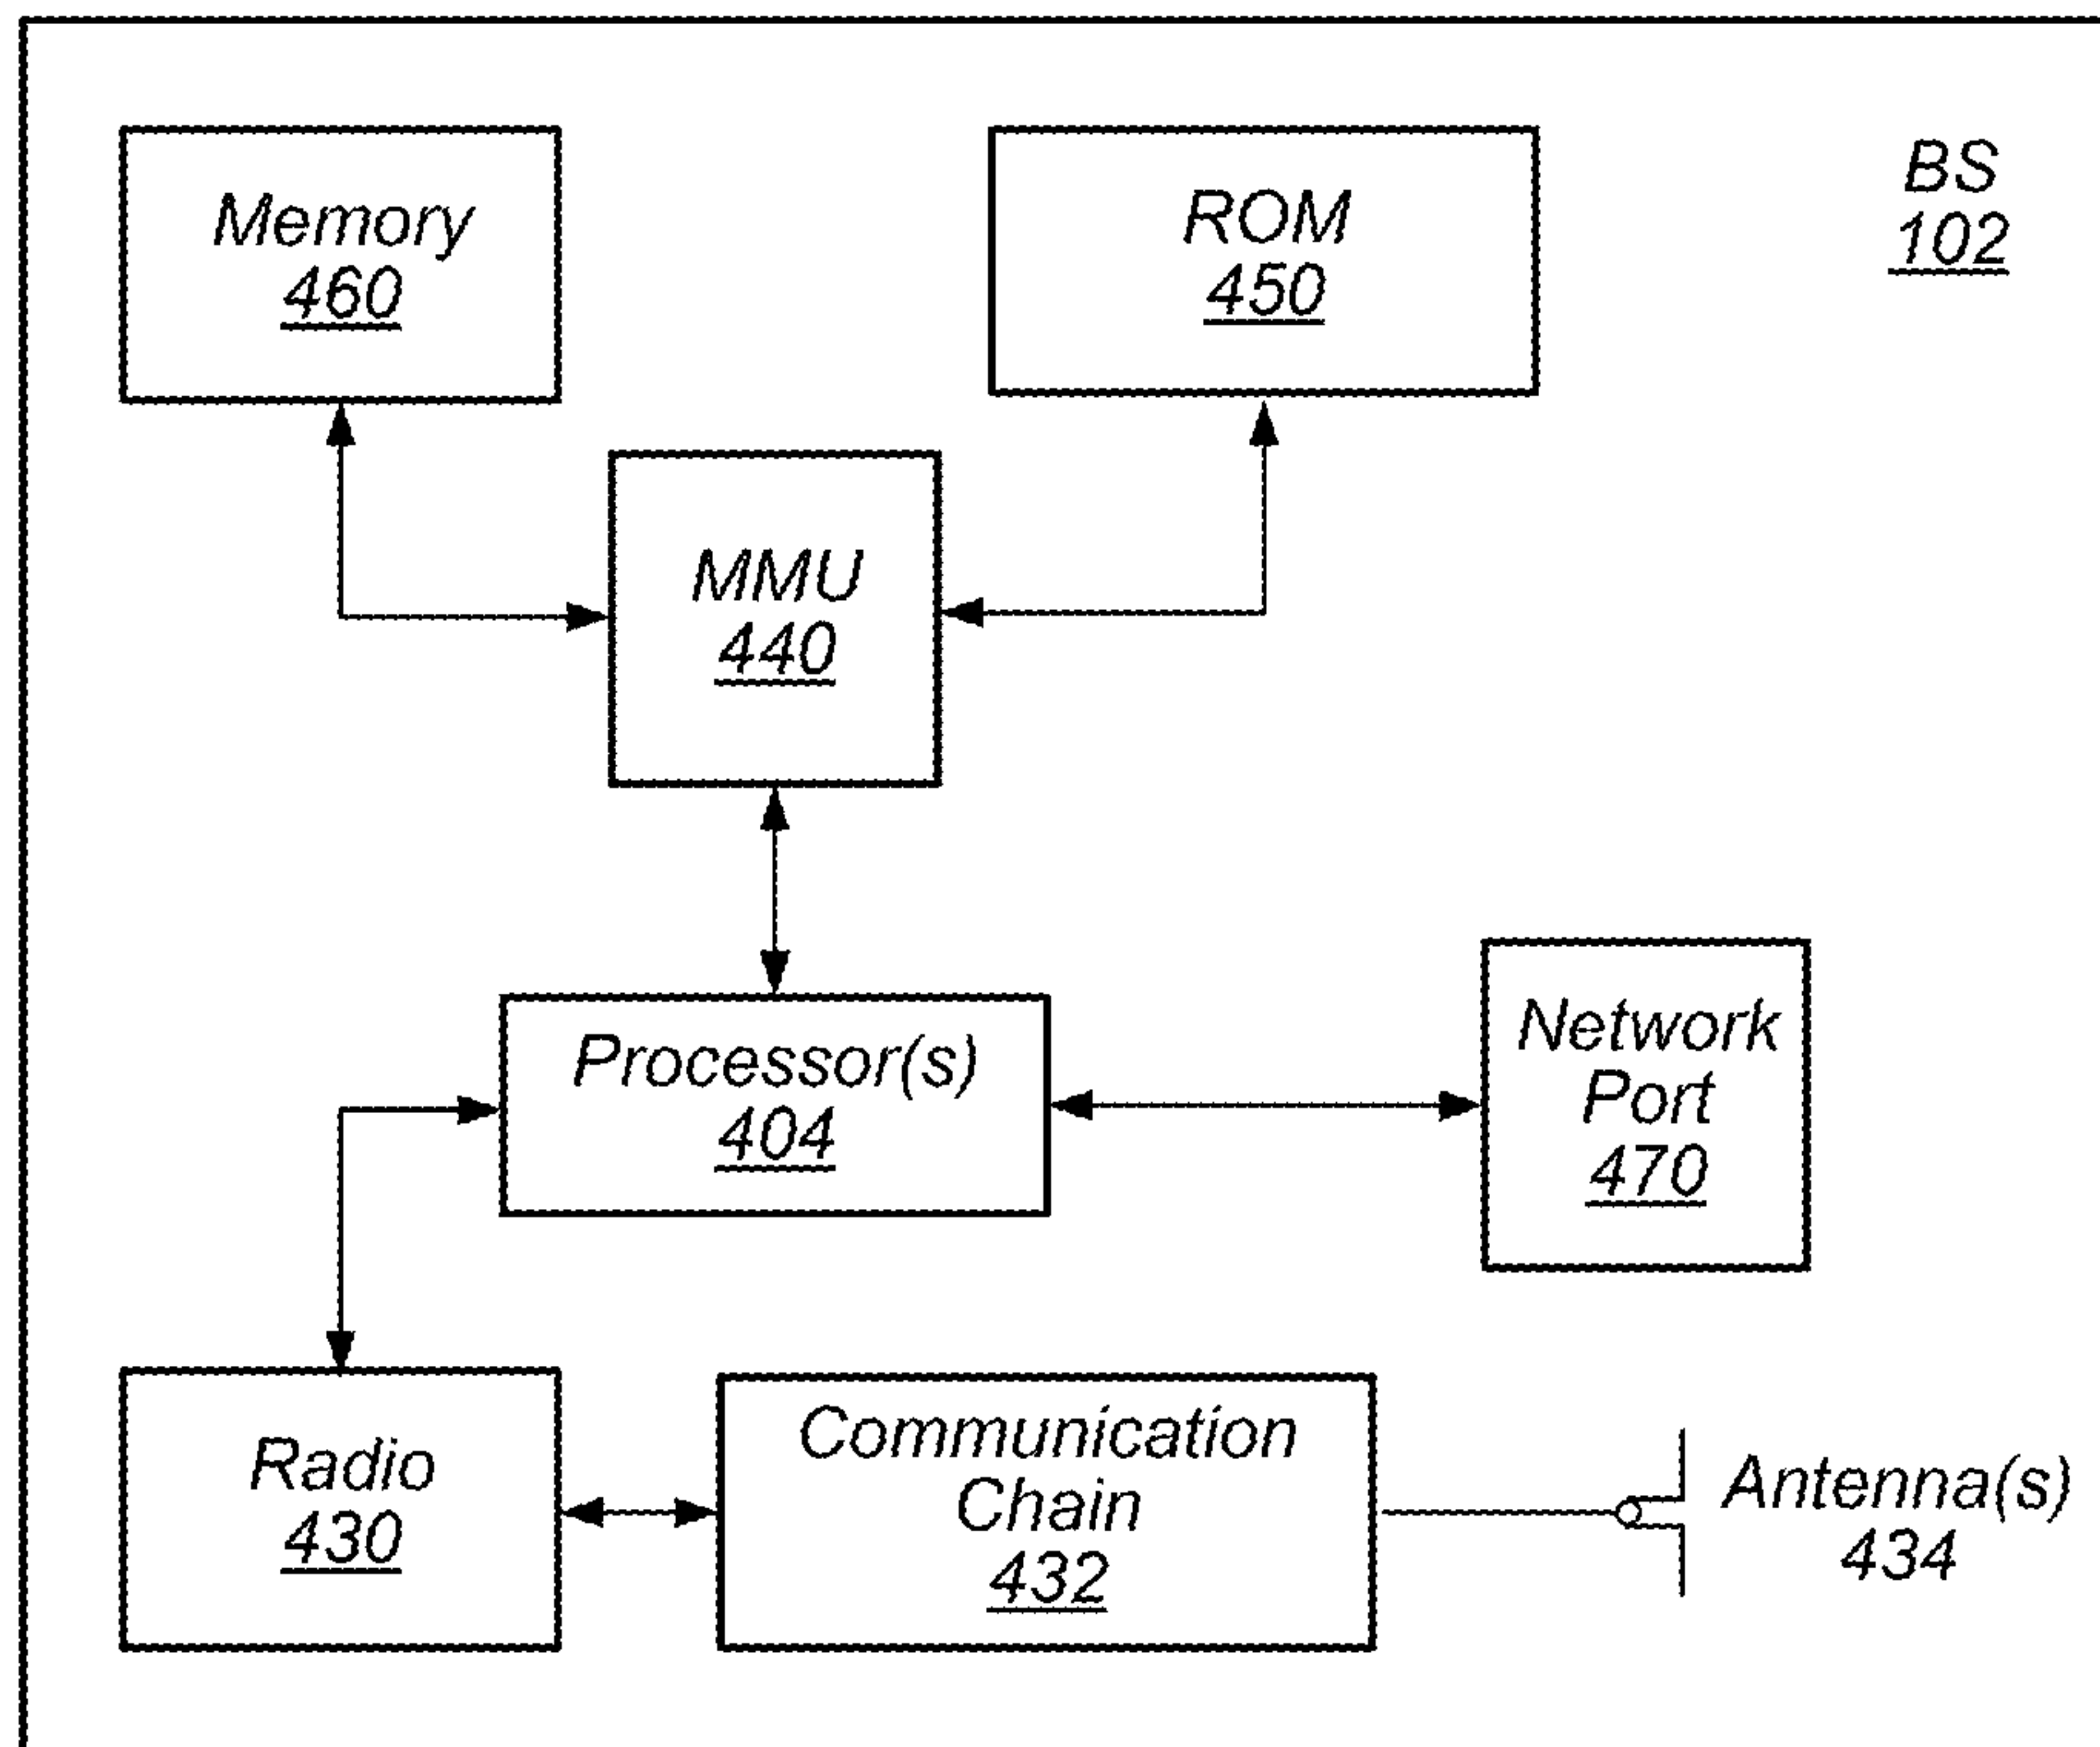 Memory
460
ROM
450
BS
102
MMU
440
Processor(s)
404
Network
Port
470
Radio
430
Communication
Chain
432
Antenna(s)
434